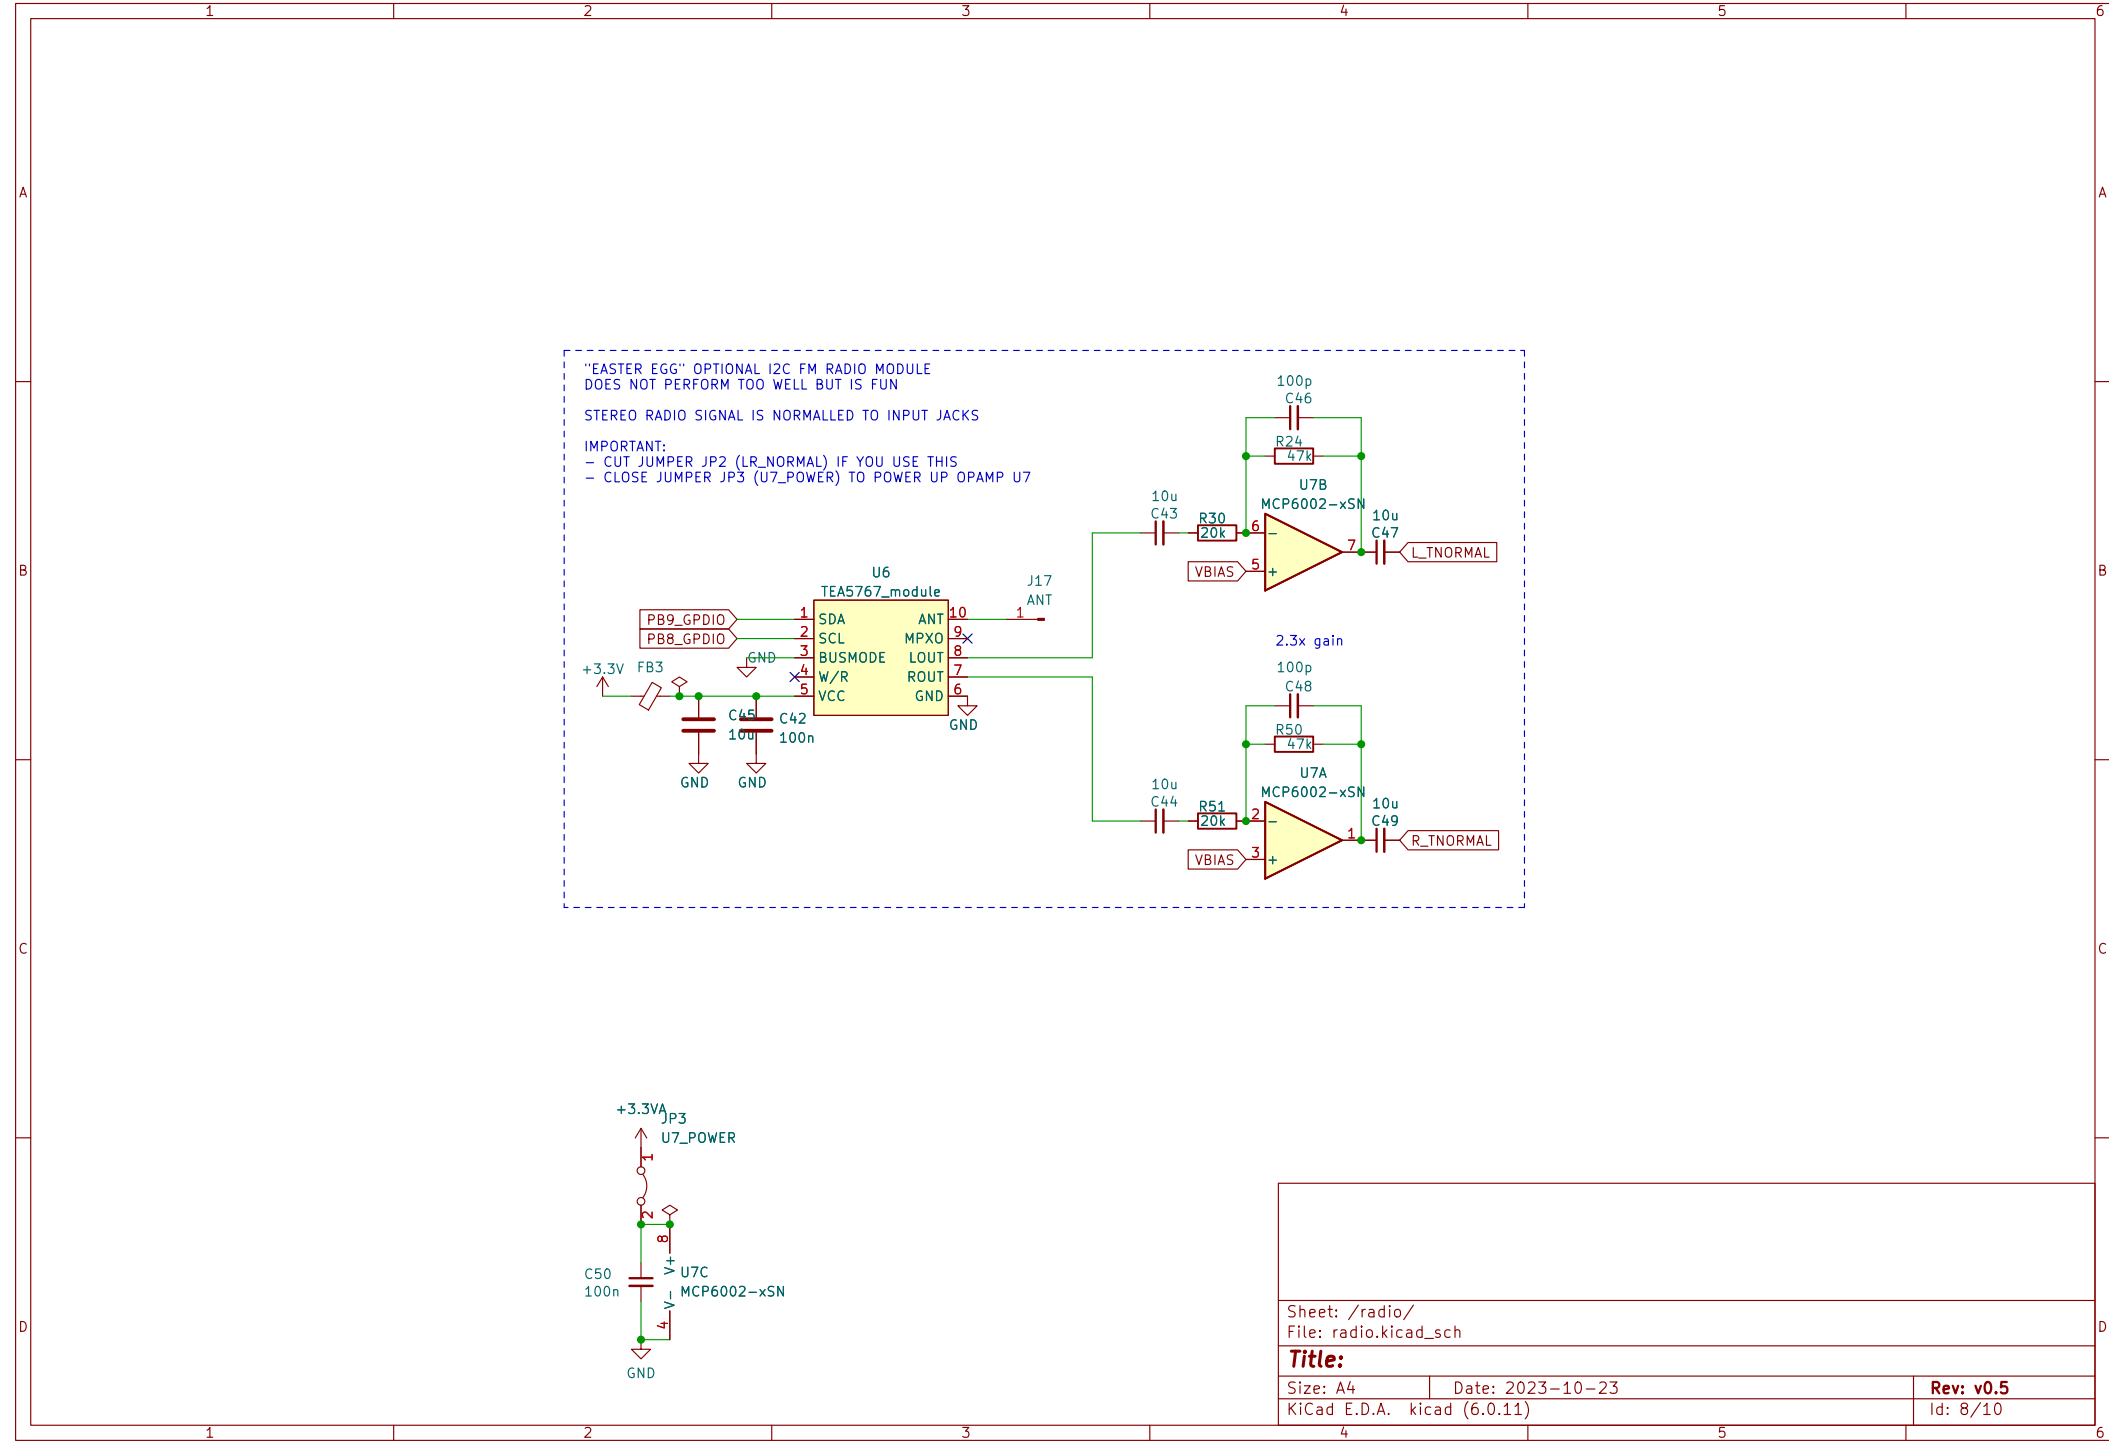 1 2 3 4 5 6
A A
"EASTER EGG" OPTIONAL I2C FM RADIO MODULE
DOES NOT PERFORM TOO WELL BUT IS FUN
STEREO RADIO SIGNAL IS NORMALLED TO INPUT JACKS
IMPORTANT:
- CUT JUMPER JP2 (LR_NORMAL) IF YOU USE THIS
- CLOSE JUMPER JP3 (U7_POWER) TO POWER UP OPAMP U7
100p
C46
R24
47k
U7B
MCP6002-xSN
10u
C43
R30
20k
6
-
5
+
7
VBIAS
10u
C47
L_TNORMAL
B B
U6
TEA5767_module
J17
ANT
1
PB9_GPDIO
PB8_GPDIO
1 SDA
2 SCL
3 BUSMODE
4 W/R
5 VCC
ANT 10
MPXO 9
LOUT 8
ROUT 7
GND 6
GND
GND
+3.3V
FB3
C45
10u
C42
100n
GND
GND
2.3x gain
100p
C48
R50
47k
U7A
MCP6002-xSN
10u
C44
R51
20k
2
-
3
+
1
VBIAS
10u
C49
R_TNORMAL
C C
+3.3VA
JP3
U7_POWER
1
2
8
V+
U7C
MCP6002-xSN
V-
4
C50
100n
GND
D D
Sheet: /radio/
File: radio.kicad_sch
Title:
Size: A4 Date: 2023-10-23 Rev: v0.5
KiCad E.D.A. kicad (6.0.11) Id: 8/10
1 2 3 4 5 6